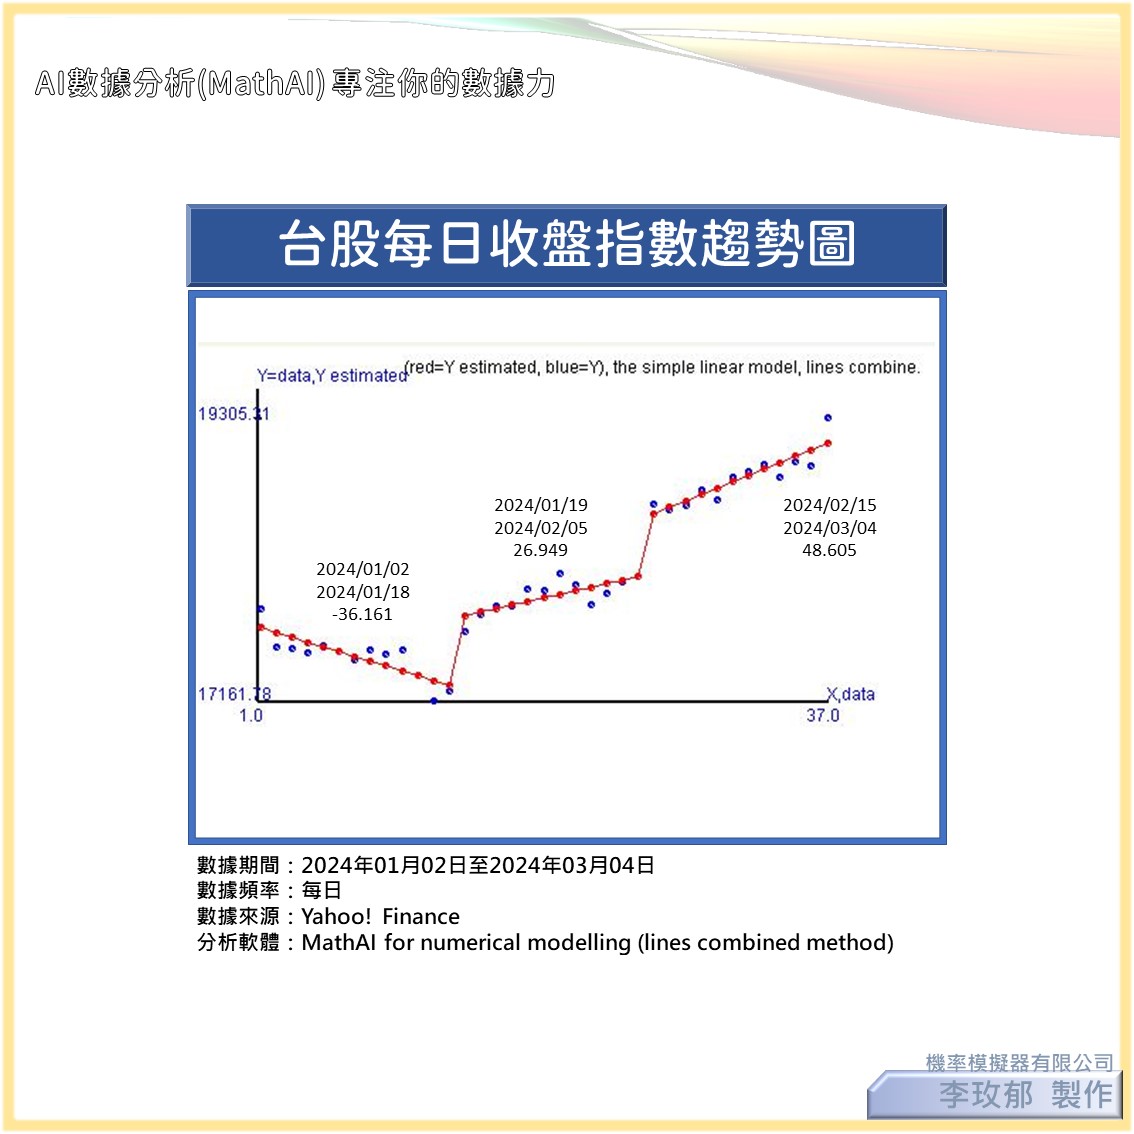 AI數據分析(MathAI) 專注你的數據力
台股每日收盤指數趨勢圖
Y=data,Y estimated
(red=Y estimated, blue=Y), the simple linear model, lines combine.
19305.31
2024/01/19
2024/02/05
26.949
2024/02/15
2024/03/04
48.605
2024/01/02
2024/01/18
-36.161
17161.78
X,data
1.0
37.0
數據期間：2024年01月02日至2024年03月04日
數據頻率：每日
數據來源：Yahoo! Finance
分析軟體：MathAI for numerical modelling (lines combined method)
機率模擬器有限公司
李玫郁 製作